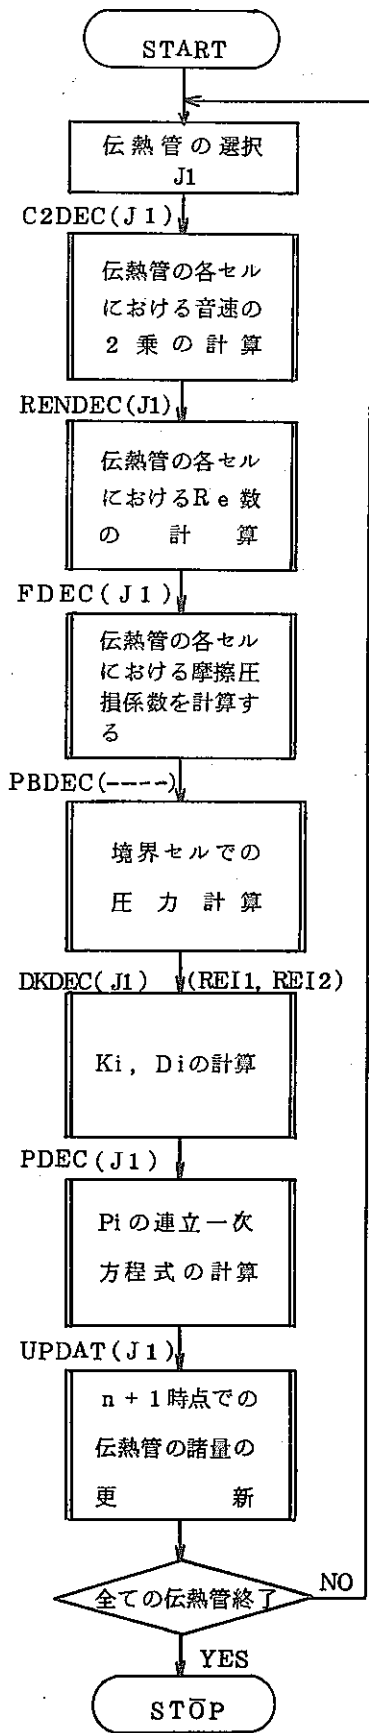 START
伝熱管の選択
J1
C2DEC(J1)
伝熱管の各セル
における音速の
2乗の計算
RENDEC(J1)
伝熱管の各セル
におけるRe数
の計算
FDEC(J1)
伝熱管の各セル
における摩擦圧
損係数を計算す
る
PBDEC(----)
境界セルでの
圧力計算
DKDEC(J1) (REI1, REI2)
Ki, Diの計算
PDEC(J1)
Piの連立一次
方程式の計算
UPDAT(J1)
n+1時点での
伝熱管の諸量の
更新
全ての伝熱管終了 NO
YES
STOP